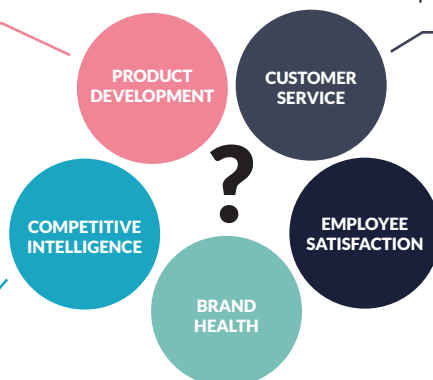 PRODUCT
DEVELOPMENT
CUSTOMER
SERVICE
?
COMPETITIVE
INTELLIGENCE
EMPLOYEE
SATISFACTION
BRAND
HEALTH